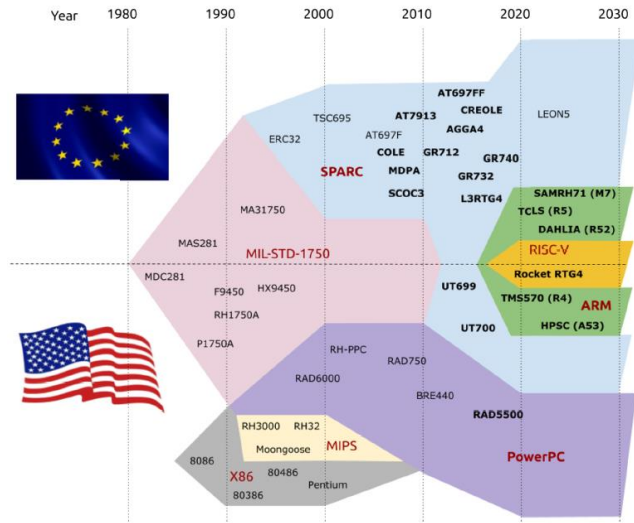 Year 1980 1990 2000 2010 2020 2030
AT697FF
CREOLE
LEON5
TSC695
AT7913
AGGA4
ERC32
AT697F
COLE
GR712
GR740
SPARC
MDPA
GR732
SCOC3
L3RTG4
SAMRH71 (M7)
MA31750
TCLS (R5)
DAHLIA (R52)
MAS281
MIL-STD-1750
RISC-V
MDC281
Rocket RTG4
F9450
HX9450
UT699
TMS570 (R4)
ARM
RH1750A
UT700
HPSC (A53)
P1750A
RH-PPC
RAD750
RAD6000
BRE440
RAD5500
RH3000
RH32
Moongoose
MIPS
PowerPC
8086
X86
80486
Pentium
80386